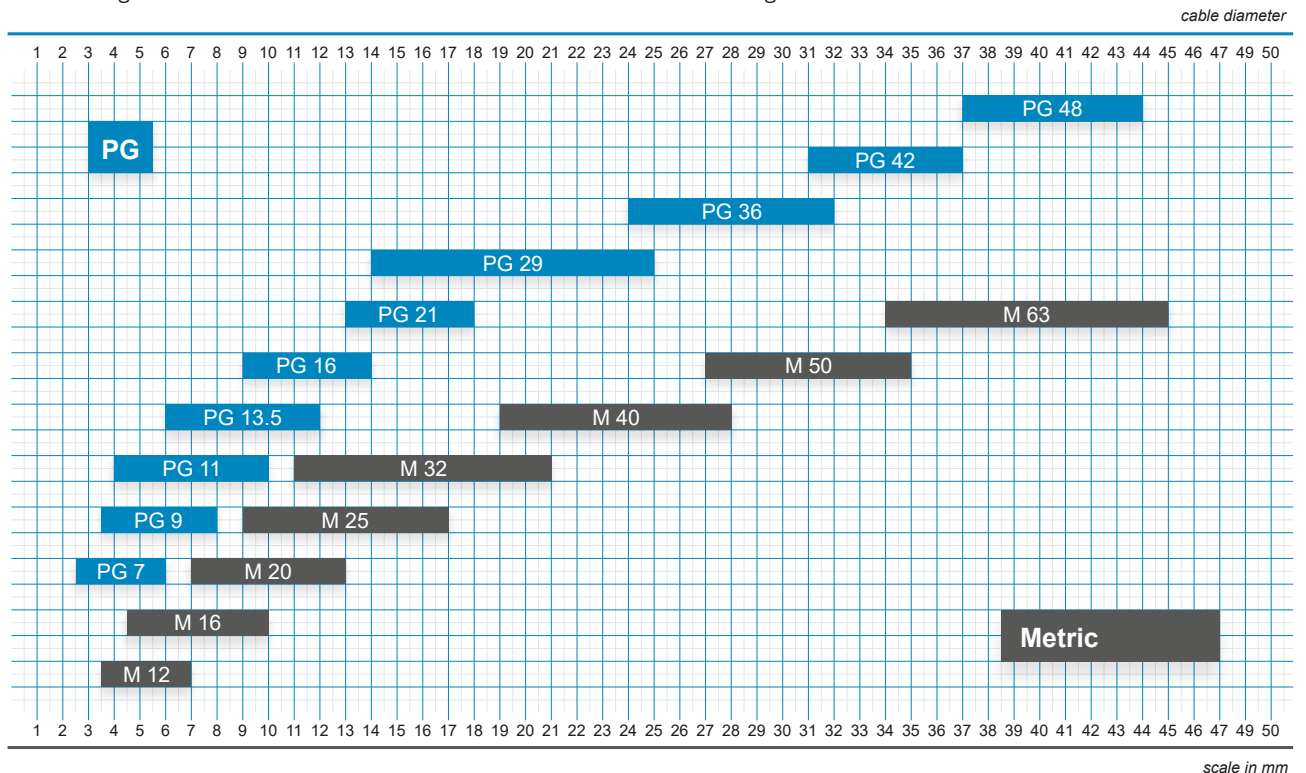 cable diameter
1 2 3 4 5 6 7 8 9 10 11 12 13 14 15 16 17 18 19 20 21 22 23 24 25 26 27 28 29 30 31 32 33 34 35 36 37 38 39 40 41 42 43 44 45 46 47 49 50
PG 48
PG
PG 42
PG 36
PG 29
PG 21 M 63
PG 16 M 50
PG 13.5 M 40
PG 11 M 32
PG 9 M 25
PG 7 M 20
M 16
Metric
M 12
1 2 3 4 5 6 7 8 9 10 11 12 13 14 15 16 17 18 19 20 21 22 23 24 25 26 27 28 29 30 31 32 33 34 35 36 37 38 39 40 41 42 43 44 45 46 47 49 50
scale in mm